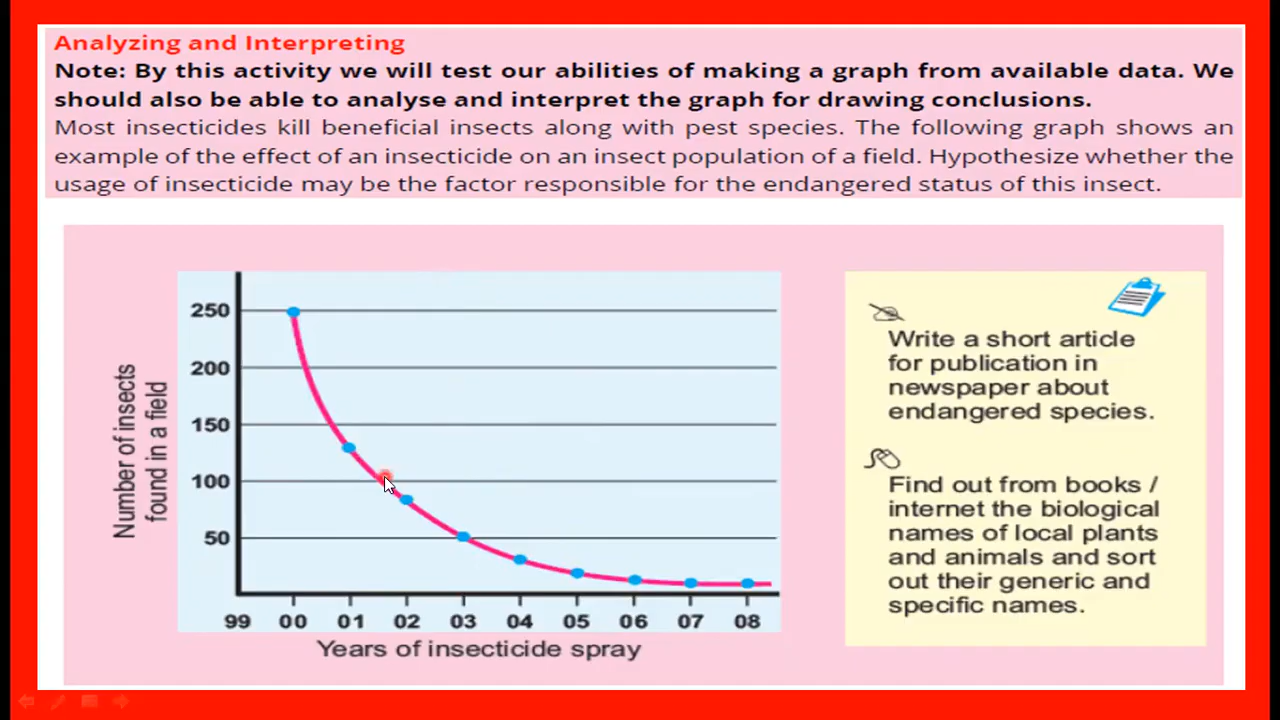 Analyzing and Interpreting
Note: By this activity we will test our abilities of making a graph from available data. We
should also be able to analyse and interpret the graph for drawing conclusions.
Most insecticides kill beneficial insects along with pest species. The following graph shows an
example of the effect of an insecticide on an insect population of a field. Hypothesize whether the
usage of insecticide may be the factor responsible for the endangered status of this insect.
Number of insects
found in a field
250
200
150
100
50
99 00 01 02 03 04 05 06 07 08
Years of insecticide spray
Write a short article
for publication in
newspaper about
endangered species.
Find out from books /
internet the biological
names of local plants
and animals and sort
out their generic and
specific names.